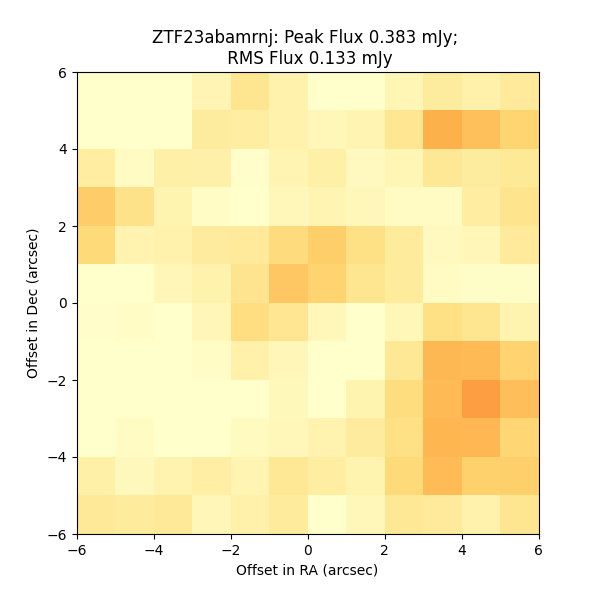 ZTF23abamrnj: Peak Flux 0.383 mJy;
RMS Flux 0.133 mJy
6
4
2
0
−2
−4
−6
Offset in Dec (arcsec)
−6 −4 −2 0 2 4 6
Offset in RA (arcsec)